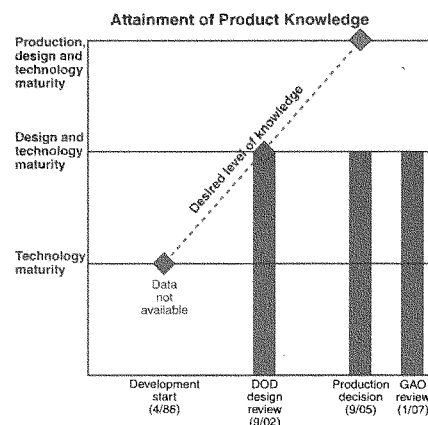 Attainment of Product Knowledge
Production,
design and
technology
maturity
Design and
technology
maturity
Technology
maturity
Desired level of knowledge
Data
not
available
Development
start
(4/86)
DOD
design
review
(9/02)
Production
decision
(9/05)
GAO
review
(1/07)